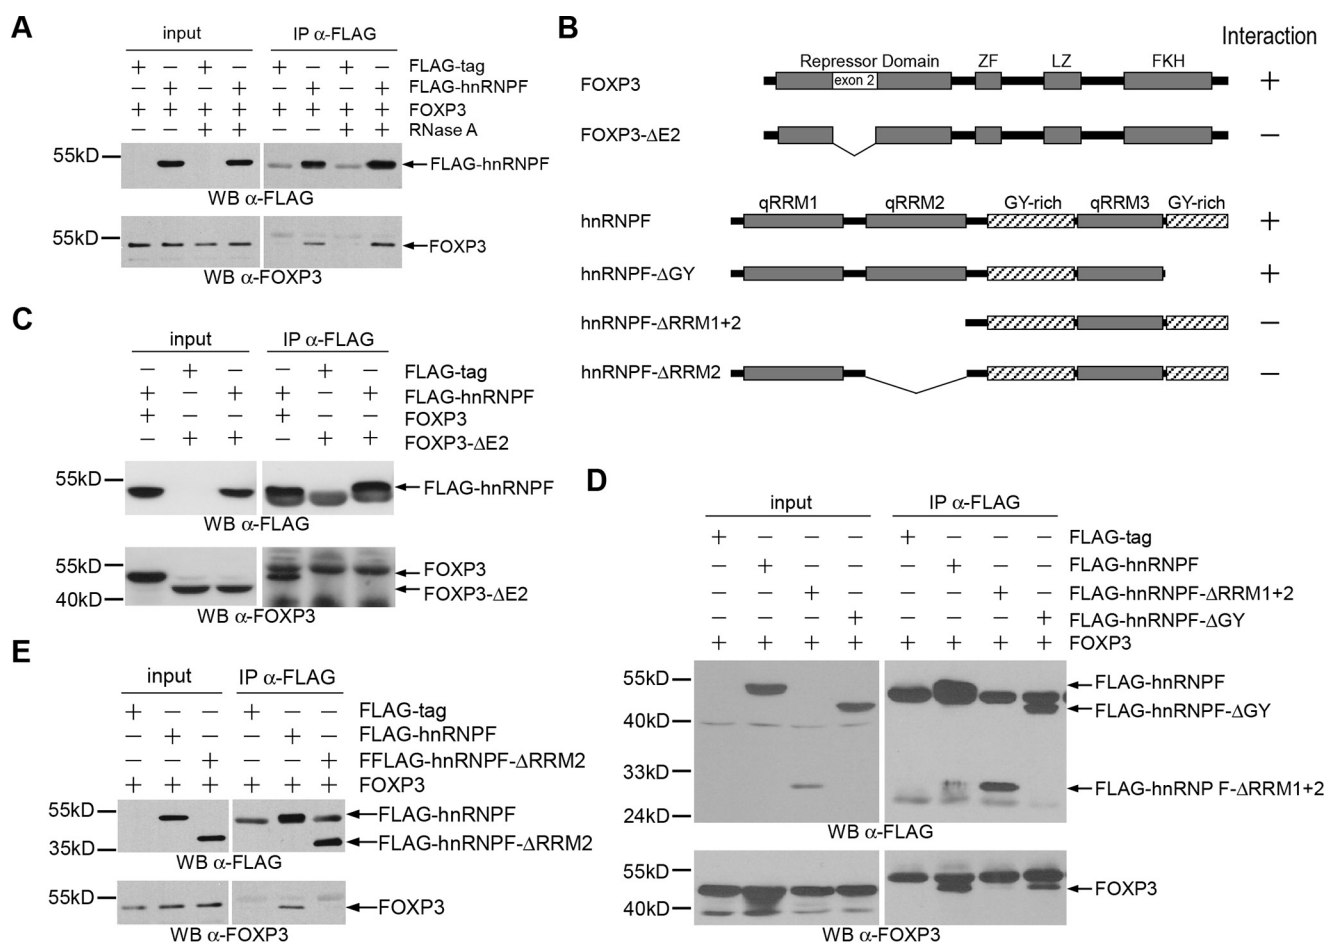 A
input IP α-FLAG
+ − + − + − + − FLAG-tag
− + − + − + − + FLAG-hnRNPF
+ + + + + + + + FOXP3
− − + + − − + + RNase A
55kD FLAG-hnRNPF
WB α-FLAG
55kD FOXP3
WB α-FOXP3
B
Interaction
Repressor Domain ZF LZ FKH
FOXP3 exon 2 +
FOXP3-ΔE2 −
qRRM1 qRRM2 GY-rich qRRM3 GY-rich
hnRNPF +
hnRNPF-ΔGY +
hnRNPF-ΔRRM1+2 −
hnRNPF-ΔRRM2 −
C
input IP α-FLAG
− + − − + − FLAG-tag
+ − + + − + FLAG-hnRNPF
+ − − + − − FOXP3
− + + − + + FOXP3-ΔE2
55kD FLAG-hnRNPF
WB α-FLAG
55kD FOXP3
40kD FOXP3-ΔE2
WB α-FOXP3
D
input IP α-FLAG
+ − − − + − − − FLAG-tag
− + − − − + − − FLAG-hnRNPF
− − + − − − + − FLAG-hnRNPF-ΔRRM1+2
− − − + − − − + FLAG-hnRNPF-ΔGY
+ + + + + + + + FOXP3
55kD FLAG-hnRNPF
40kD FLAG-hnRNPF-ΔGY
33kD FLAG-hnRNP F-ΔRRM1+2
24kD
WB α-FLAG
55kD FOXP3
40kD
WB α-FOXP3
E
input IP α-FLAG
+ − − + − − FLAG-tag
− + − − + − FLAG-hnRNPF
− − + − − + FFLAG-hnRNPF-ΔRRM2
+ + + + + + FOXP3
55kD FLAG-hnRNPF
35kD FLAG-hnRNPF-ΔRRM2
WB α-FLAG
55kD FOXP3
WB α-FOXP3